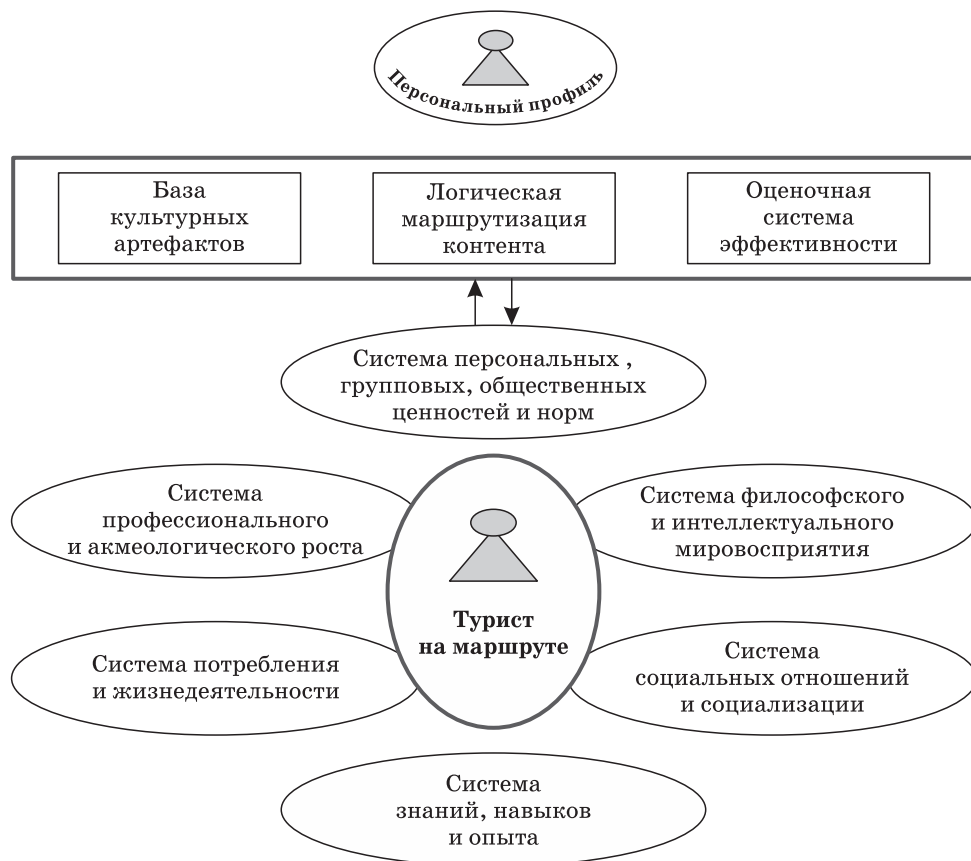 Персональный профиль
База
культурных
артефактов
Логическая
маршрутизация
контента
Оценочная
система
эффективности
Система персональных ,
групповых, общественных
ценностей и норм
Система
профессионального
и акмеологического роста
Система философского
и интеллектуального
мировосприятия
Турист
на маршруте
Система потребления
и жизнедеятельности
Система
социальных отношений
и социализации
Система
знаний, навыков
и опыта